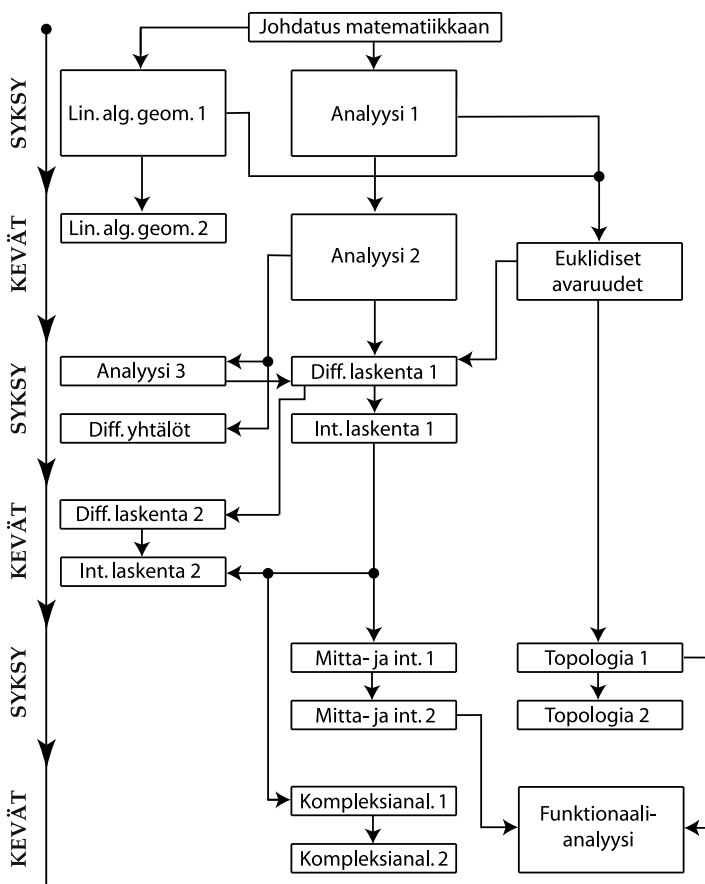 Johdatus matematiikkaan
SYKSY
Lin. alg. geom. 1
Analyysi 1
KEVÄT
Lin. alg. geom. 2
Analyysi 2
Euklidiset
avaruudet
SYKSY
Analyysi 3
Diff. laskenta 1
Diff. yhtälöt
Int. laskenta 1
KEVÄT
Diff. laskenta 2
Int. laskenta 2
SYKSY
Mitta- ja int. 1
Topologia 1
Mitta- ja int. 2
Topologia 2
KEVÄT
Kompleksianal. 1
Funktionaali-
analyysi
Kompleksianal. 2